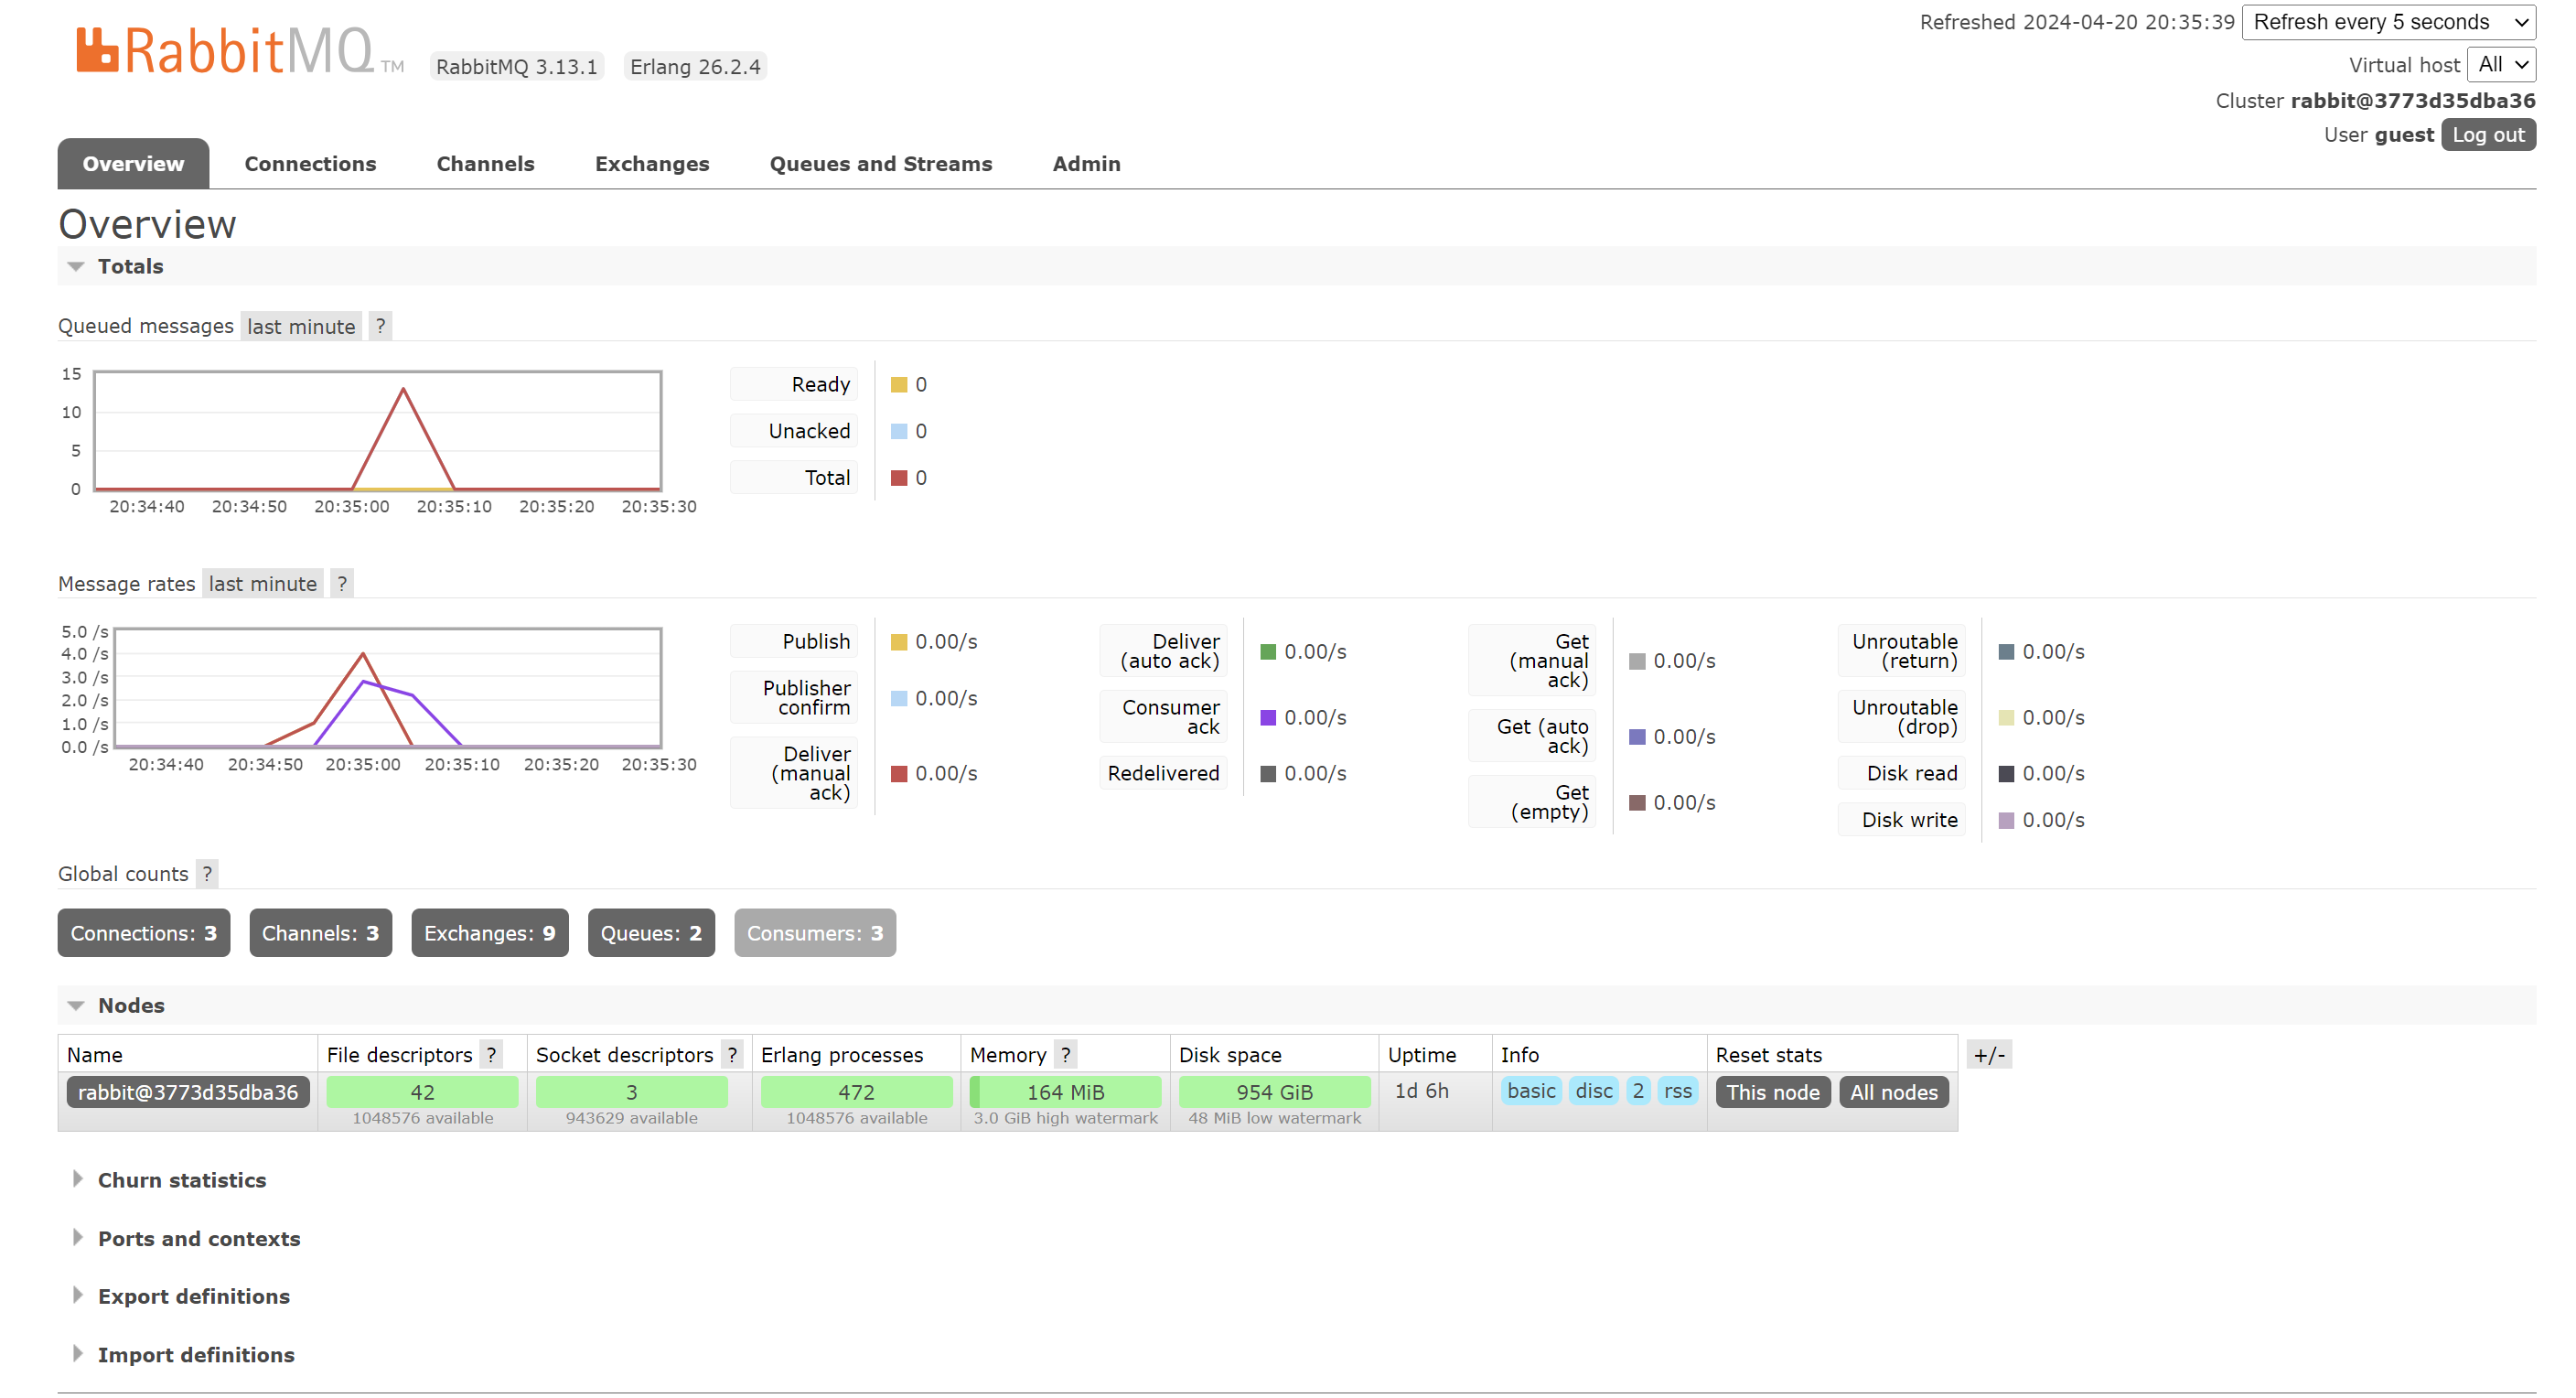 Refreshed 2024-04-20 20:35:39 Refresh every 5 seconds
RabbitMQ TM RabbitMQ 3.13.1 Erlang 26.2.4
Virtual host All
Cluster rabbit@3773d35dba36
User guest Log out
Overview Connections Channels Exchanges Queues and Streams Admin
Overview
Totals
Queued messages last minute ?
15
10
5
0
20:34:40 20:34:50 20:35:00 20:35:10 20:35:20 20:35:30
Ready 0
Unacked 0
Total 0
Message rates last minute ?
5.0 /s
4.0 /s
3.0 /s
2.0 /s
1.0 /s
0.0 /s
20:34:40 20:34:50 20:35:00 20:35:10 20:35:20 20:35:30
Publish 0.00/s
Publisher
confirm 0.00/s
Deliver
(manual
ack) 0.00/s
Deliver
(auto ack) 0.00/s
Consumer
ack 0.00/s
Redelivered 0.00/s
Get
(manual
ack) 0.00/s
Get (auto
ack) 0.00/s
Get
(empty) 0.00/s
Unroutable
(return) 0.00/s
Unroutable
(drop) 0.00/s
Disk read 0.00/s
Disk write 0.00/s
Global counts ?
Connections: 3 Channels: 3 Exchanges: 9 Queues: 2 Consumers: 3
Nodes
Name File descriptors ? Socket descriptors ? Erlang processes Memory ? Disk space Uptime Info Reset stats +/-
rabbit@3773d35dba36 42 3 472 164 MiB 954 GiB 1d 6h basic disc 2 rss This node All nodes
1048576 available 943629 available 1048576 available 3.0 GiB high watermark 48 MiB low watermark
Churn statistics
Ports and contexts
Export definitions
Import definitions